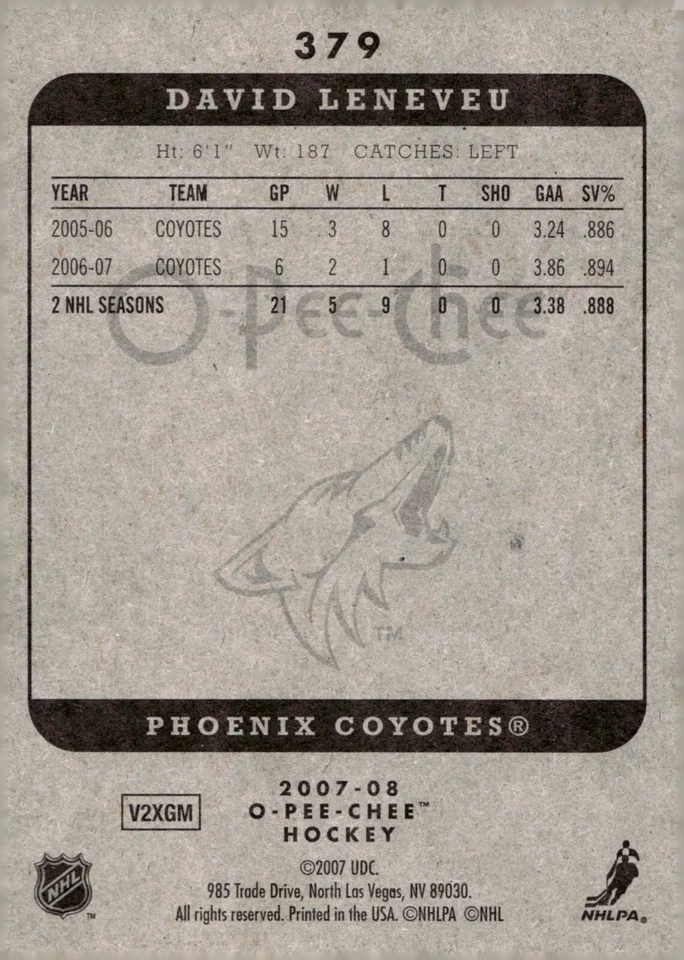 379
DAVID LENEVEU
Ht: 6'1" Wt: 187 CATCHES: LEFT
YEAR TEAM GP W L T SHO GAA SV%
2005-06 COYOTES 15 3 8 0 0 3.24 .886
2006-07 COYOTES 6 2 1 0 0 3.86 .894
2 NHL SEASONS 21 5 9 0 0 3.38 .888
O-Pee-Chee
TM
PHOENIX COYOTES®
2007-08
V2XGM O-PEE-CHEE™
HOCKEY
©2007 UDC.
985 Trade Drive, North Las Vegas, NV 89030.
All rights reserved. Printed in the USA. ©NHLPA ©NHL
NHL TM
NHLPA®